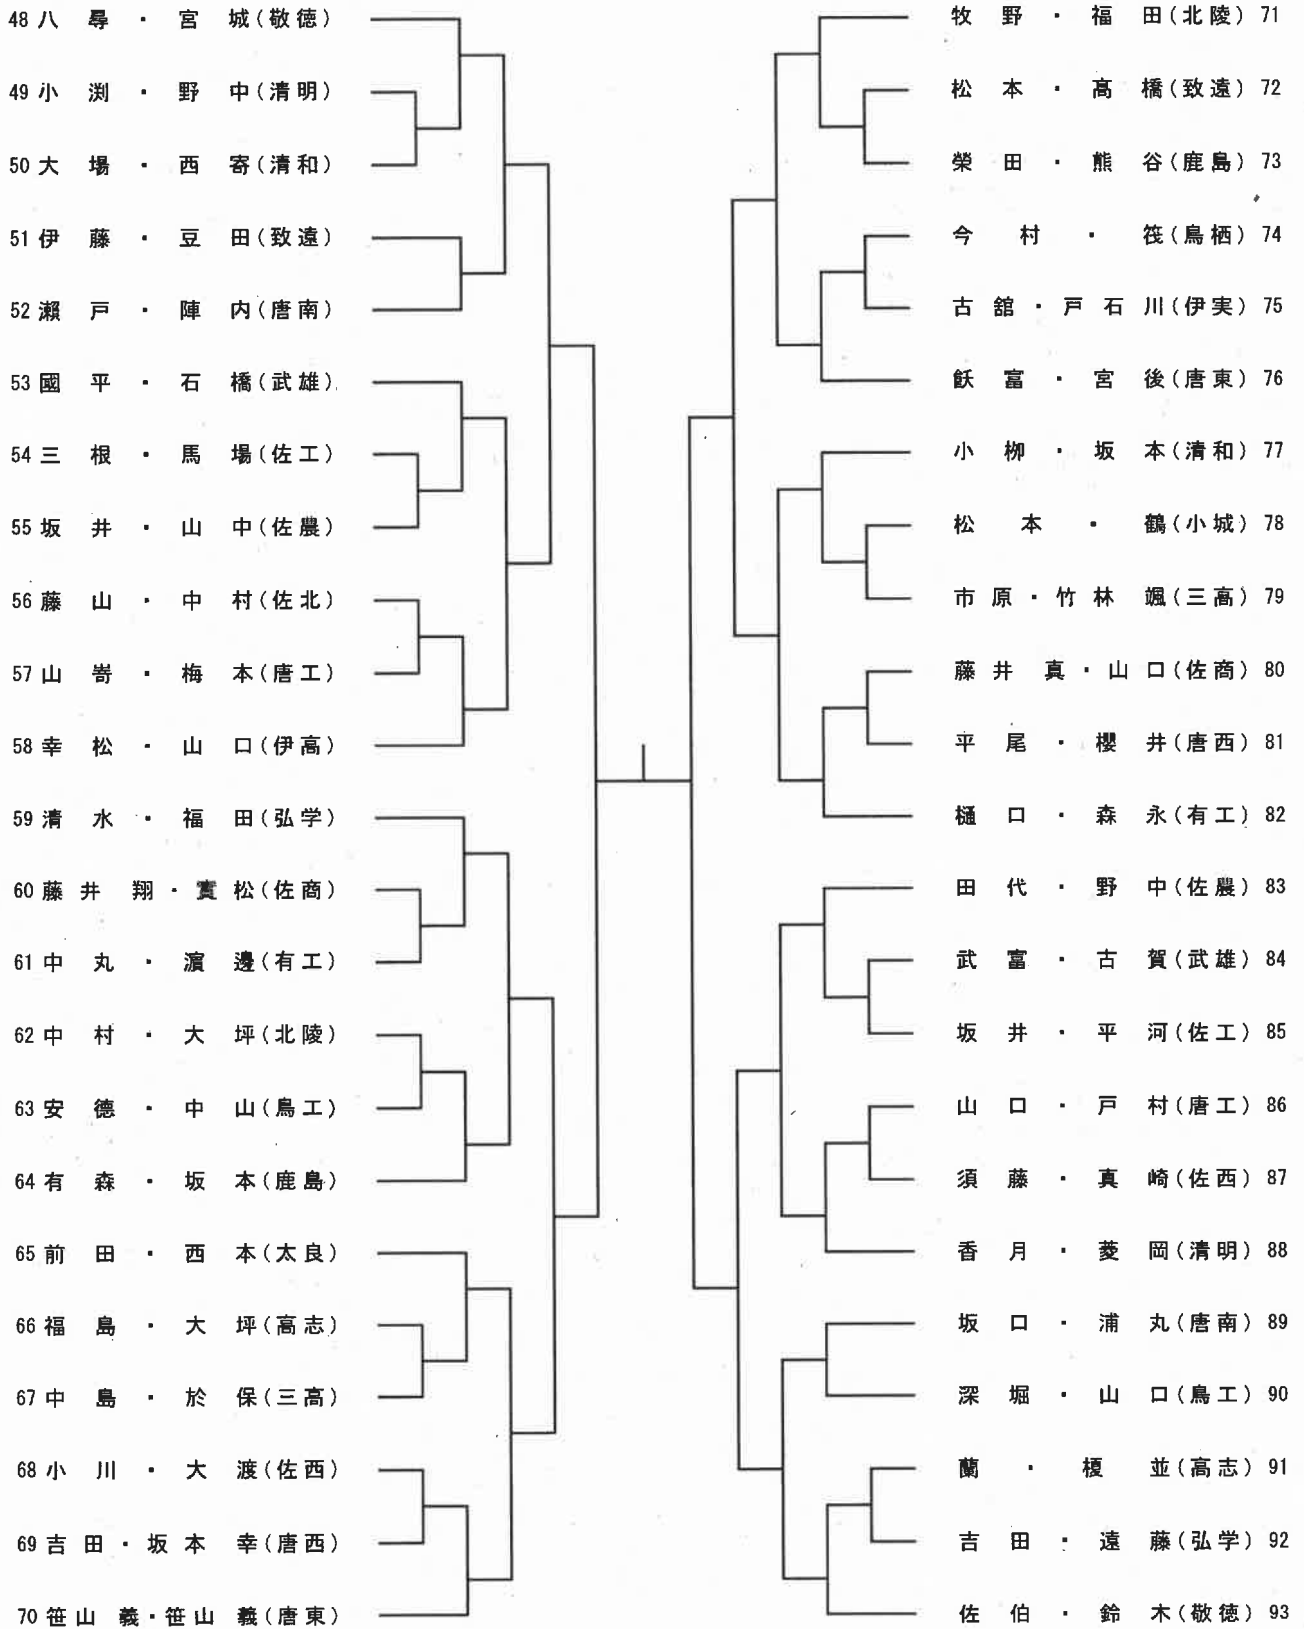 48 八尋・宮城(敬徳)
49 小渕・野中(清明)
50 大場・西寄(清和)
51 伊藤・豆田(致遠)
52 瀬戸・陣内(唐南)
53 國平・石橋(武雄)
54 三根・馬場(佐工)
55 坂井・山中(佐農)
56 藤山・中村(佐北)
57 山嵜・梅本(唐工)
58 幸松・山口(伊高)
59 清水・福田(弘学)
60 藤井翔・實松(佐商)
61 中丸・濵邊(有工)
62 中村・大坪(北陵)
63 安德・中山(鳥工)
64 有森・坂本(鹿島)
65 前田・西本(太良)
66 福島・大坪(高志)
67 中島・於保(三高)
68 小川・大渡(佐西)
69 吉田・坂本幸(唐西)
70 笹山義・笹山義(唐東)
牧野・福田(北陵) 71
松本・高橋(致遠) 72
榮田・熊谷(鹿島) 73
今村・筏(鳥栖) 74
古舘・戸石川(伊実) 75
飫富・宮後(唐東) 76
小栁・坂本(清和) 77
松本・鶴(小城) 78
市原・竹林颯(三高) 79
藤井真・山口(佐商) 80
平尾・櫻井(唐西) 81
樋口・森永(有工) 82
田代・野中(佐農) 83
武富・古賀(武雄) 84
坂井・平河(佐工) 85
山口・戸村(唐工) 86
須藤・真崎(佐西) 87
香月・菱岡(清明) 88
坂口・浦丸(唐南) 89
深堀・山口(鳥工) 90
蘭・榎並(高志) 91
吉田・遠藤(弘学) 92
佐伯・鈴木(敬徳) 93